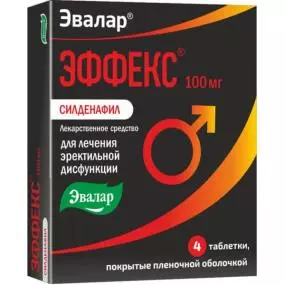 Эвалар®
ЭФФЕКС® 100 мг
СИЛДЕНАФИЛ
Лекарственное средство
для лечения
эректильной
дисфункции
Эвалар
4 таблетки,
покрытые пленочной оболочкой